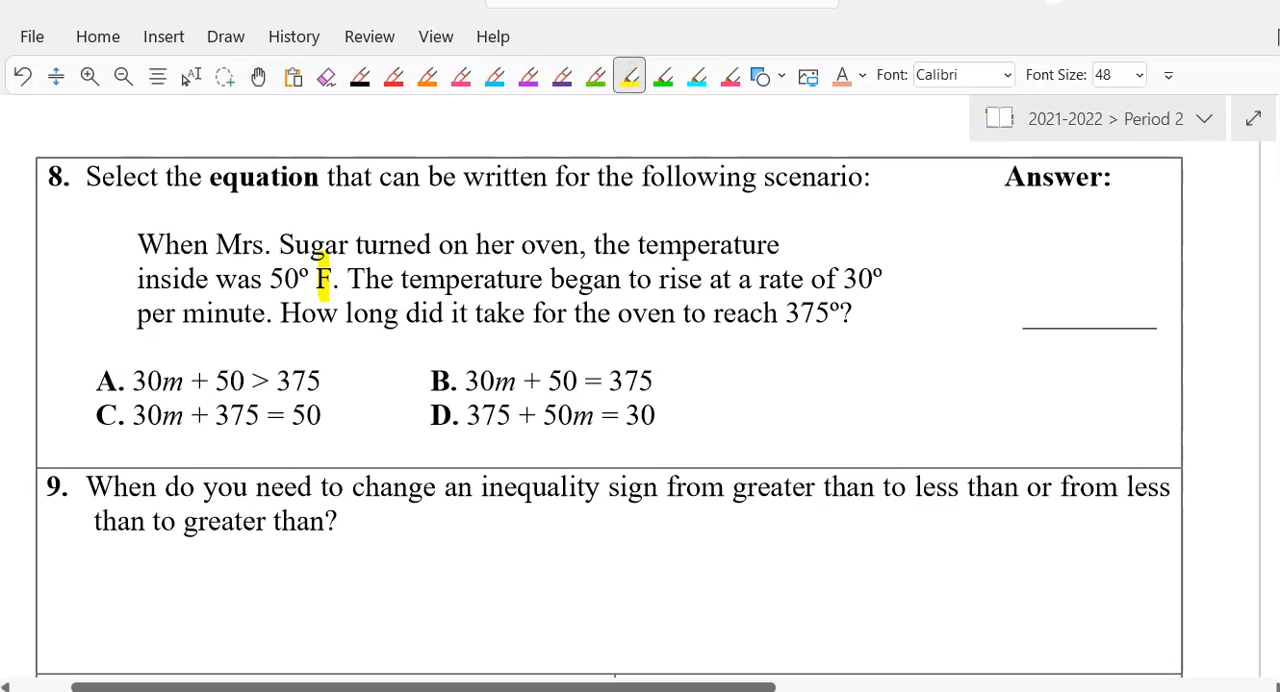 File Home Insert Draw History Review View Help
Font: Calibri Font Size: 48
2021-2022 > Period 2
8. Select the equation that can be written for the following scenario: Answer:
When Mrs. Sugar turned on her oven, the temperature
inside was 50º F. The temperature began to rise at a rate of 30º
per minute. How long did it take for the oven to reach 375º?
A. 30m + 50 > 375 B. 30m + 50 = 375
C. 30m + 375 = 50 D. 375 + 50m = 30
9. When do you need to change an inequality sign from greater than to less than or from less
than to greater than?